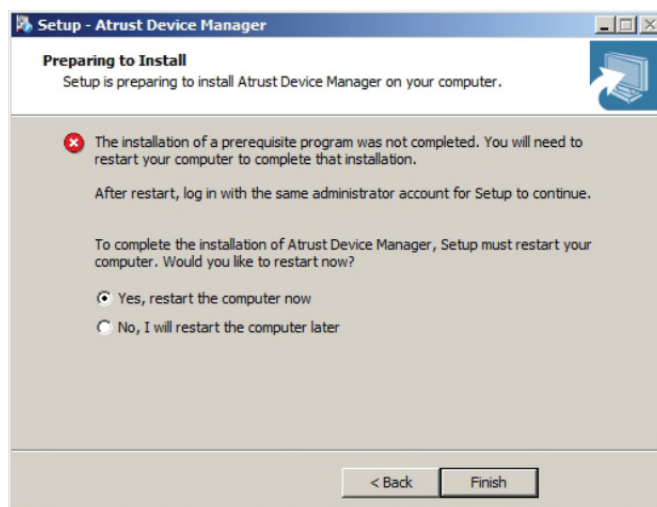 Setup - Atrust Device Manager
Preparing to Install
Setup is preparing to install Atrust Device Manager on your computer.
The installation of a prerequisite program was not completed. You will need to
restart your computer to complete that installation.
After restart, log in with the same administrator account for Setup to continue.
To complete the installation of Atrust Device Manager, Setup must restart your
computer. Would you like to restart now?
Yes, restart the computer now
No, I will restart the computer later
< Back
Finish